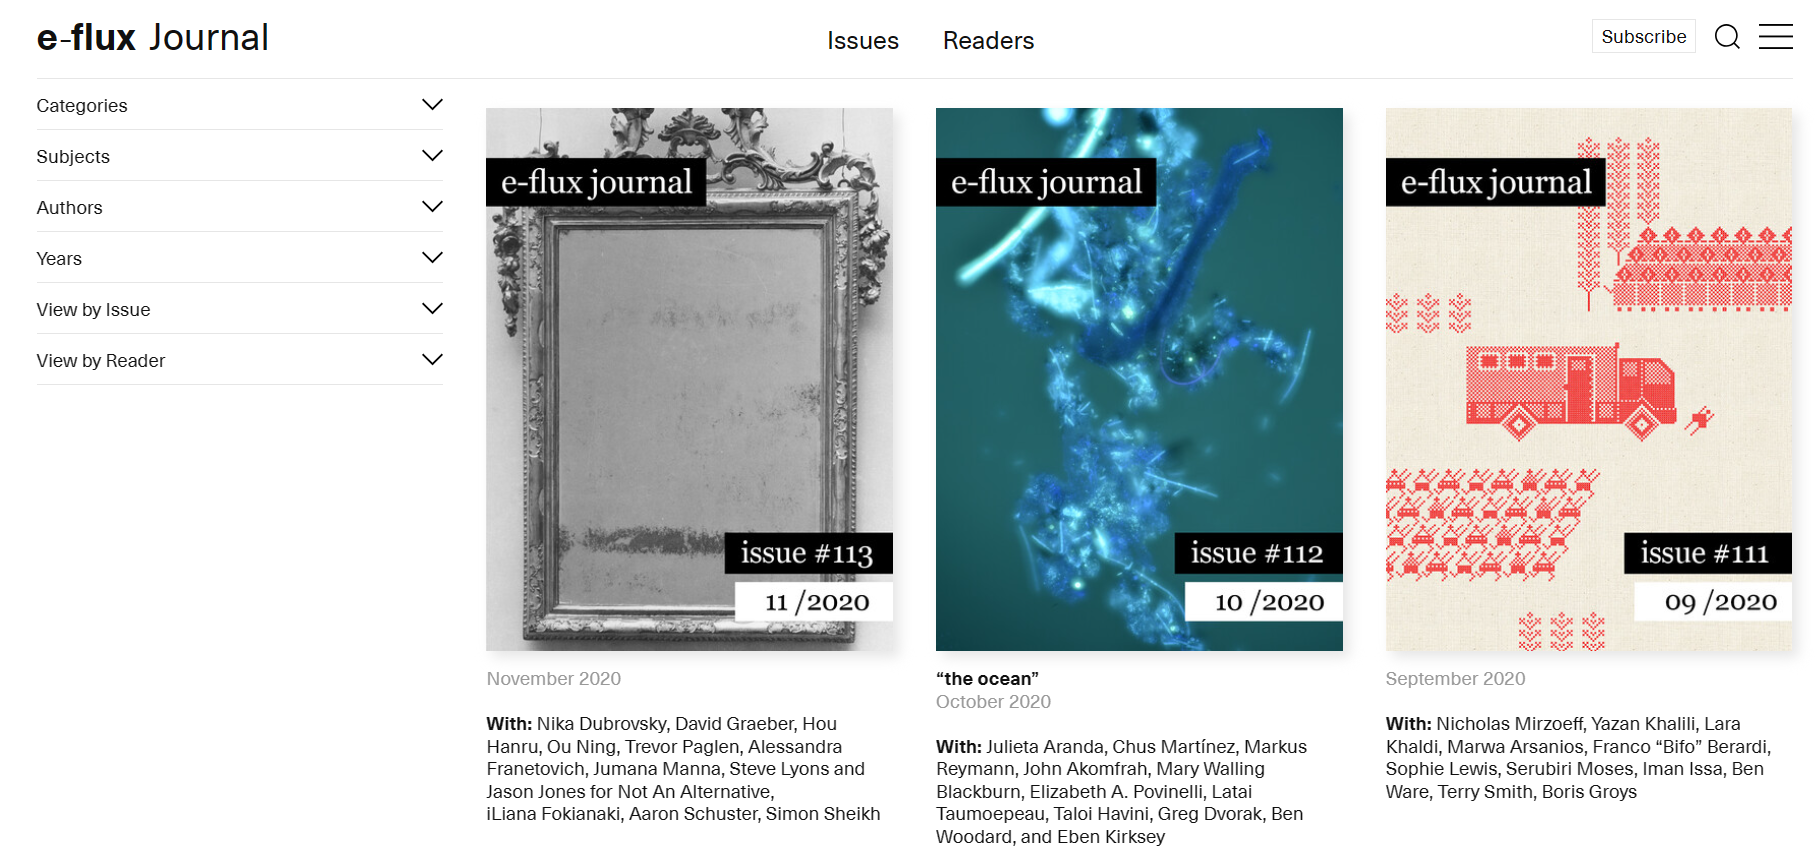 e-flux Journal
Issues
Readers
Subscribe
Categories
Subjects
Authors
Years
View by Issue
View by Reader
e-flux journal
issue #113
11 /2020
November 2020
With: Nika Dubrovsky, David Graeber, Hou
Hanru, Ou Ning, Trevor Paglen, Alessandra
Franetovich, Jumana Manna, Steve Lyons and
Jason Jones for Not An Alternative,
iLiana Fokianaki, Aaron Schuster, Simon Sheikh
e-flux journal
issue #112
10 /2020
“the ocean”
October 2020
With: Julieta Aranda, Chus Martínez, Markus
Reymann, John Akomfrah, Mary Walling
Blackburn, Elizabeth A. Povinelli, Latai
Taumoepeau, Taloi Havini, Greg Dvorak, Ben
Woodard, and Eben Kirksey
e-flux journal
issue #111
09 /2020
September 2020
With: Nicholas Mirzoeff, Yazan Khalili, Lara
Khaldi, Marwa Arsanios, Franco “Bifo” Berardi,
Sophie Lewis, Serubiri Moses, Iman Issa, Ben
Ware, Terry Smith, Boris Groys